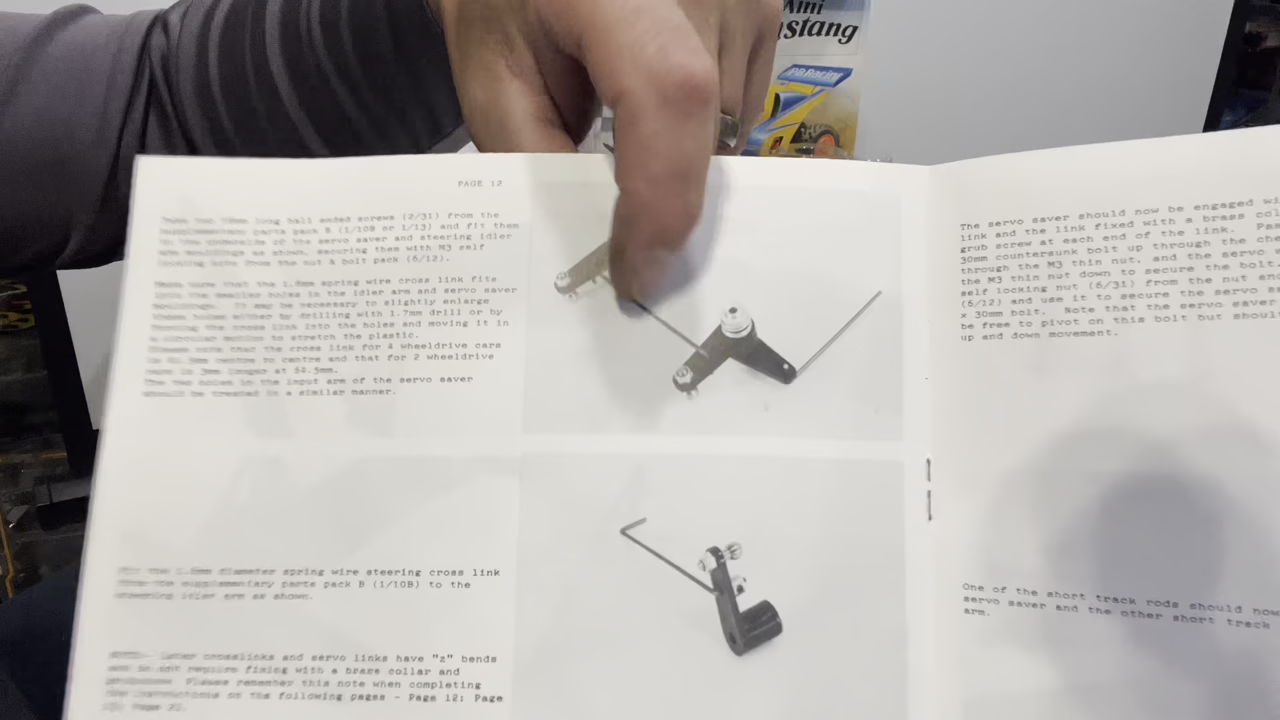 Mini
Mustang
PB Racing
PAGE 12
Take two 10mm long ball ended screws (2/31) from the
supplementary parts pack B (1/10B or 1/13) and fit them
to the underside of the servo saver and steering idler
arm mouldings as shown, securing them with M3 self
locking nuts from the nut & bolt pack (6/12).
Make sure that the 1.6mm spring wire cross link fits
into the smaller holes in the idler arm and servo saver
mouldings. It may be necessary to slightly enlarge
these holes either by drilling with 1.7mm drill or by
forcing the cross link into the holes and moving it in
a circular motion to stretch the plastic.
Please note that the cross link for 4 wheeldrive cars
is centre to centre and that for 2 wheeldrive
cars is 3mm longer at
The two holes in the input arm of the servo saver
should be treated in a similar manner.
Fit the 1.6mm diameter spring wire steering cross link
from the supplementary parts pack B (1/10B) to the
steering idler arm as shown.
NOTE:- Later crosslinks and servo links have "z" bends
and do not require fixing with a brass collar and
grubscrew. Please remember this note when completing
the instructions on the following pages - Page 12: Page
The servo saver should now be engaged
link and the link fixed with a brass
grub screw at each end of the link.
30mm countersunk bolt up through the
through the M3 thin nut, and the servo
the M3 thin nut down to secure the bolt.
self locking nut (6/31) from the
(6/12) and use it to secure the servo
x 30mm bolt. Note that the servo saver
be free to pivot on this bolt but
up and down movement.
One of the short track rods should now
servo saver and the other short track
arm.